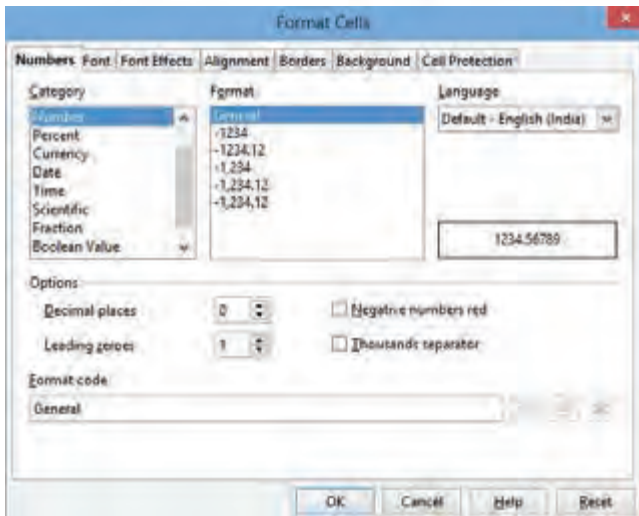 Format Cells
Numbers Font Font Effects Alignment Borders Background Cell Protection
Category Format Language
Number General Default - English (India)
Percent -1234
Currency -1234.12
Date -1,234
Time -1,234.12
Scientific -1,234.12
Fraction
Boolean Value 1234.56789
Options
Decimal places 0 Negative numbers red
Leading zeroes 1 Thousands separator
Format code
General
OK Cancel Help Reset